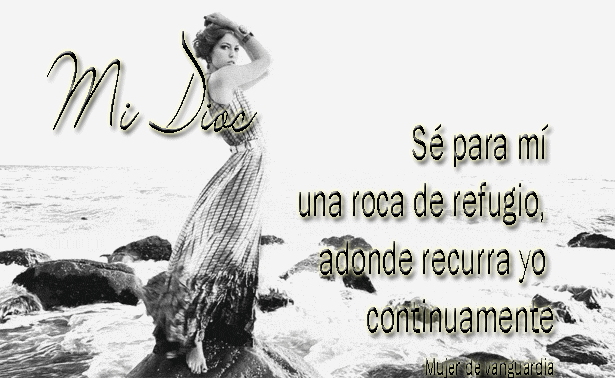 Mi Dios
Sé para mí
una roca de refugio,
adonde recurra yo
continuamente
Mujer de vanguardia